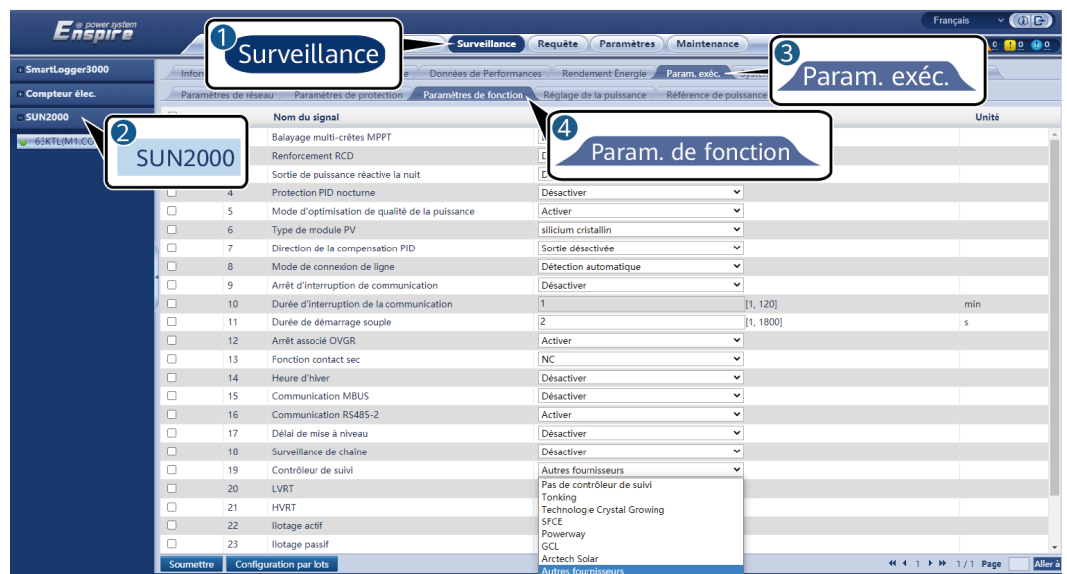 e power system
Enspire
Français
1 Surveillance
Surveillance Requête Paramètres Maintenance
0 0 0
3 Param. exéc.
SmartLogger3000
Données de Performances Rendement Énergie Param. exéc.
Compteur élec.
Paramètres de réseau Paramètres de protection Paramètres de fonction Réglage de la puissance Référence de puissance
SUN2000
Nom du signal Unité
2 SUN2000
4 Param. de fonction
Balayage multi-crêtes MPPT
Renforcement RCD
Sortie de puissance réactive la nuit
4 Protection PID nocturne Désactiver
5 Mode d'optimisation de qualité de la puissance Activer
6 Type de module PV silicium cristallin
7 Direction de la compensation PID Sortie désactivée
8 Mode de connexion de ligne Détection automatique
9 Arrêt d'interruption de communication Désactiver
10 Durée d'interruption de la communication 1 [1, 120] min
11 Durée de démarrage souple 2 [1, 1800] s
12 Arrêt associé OVGR Activer
13 Fonction contact sec NC
14 Heure d'hiver Désactiver
15 Communication MBUS Désactiver
16 Communication RS485-2 Activer
17 Délai de mise à niveau Désactiver
18 Surveillance de chaîne Désactiver
19 Contrôleur de suivi Autres fournisseurs
20 LVRT
21 HVRT
22 Ilotage actif
23 Ilotage passif
Pas de contrôleur de suivi
Tonking
Technologie Crystal Growing
SFCE
Powerway
GCL
Arctech Solar
Autres fournisseurs
Soumettre Configuration par lots 1 1 / 1 Page Aller à